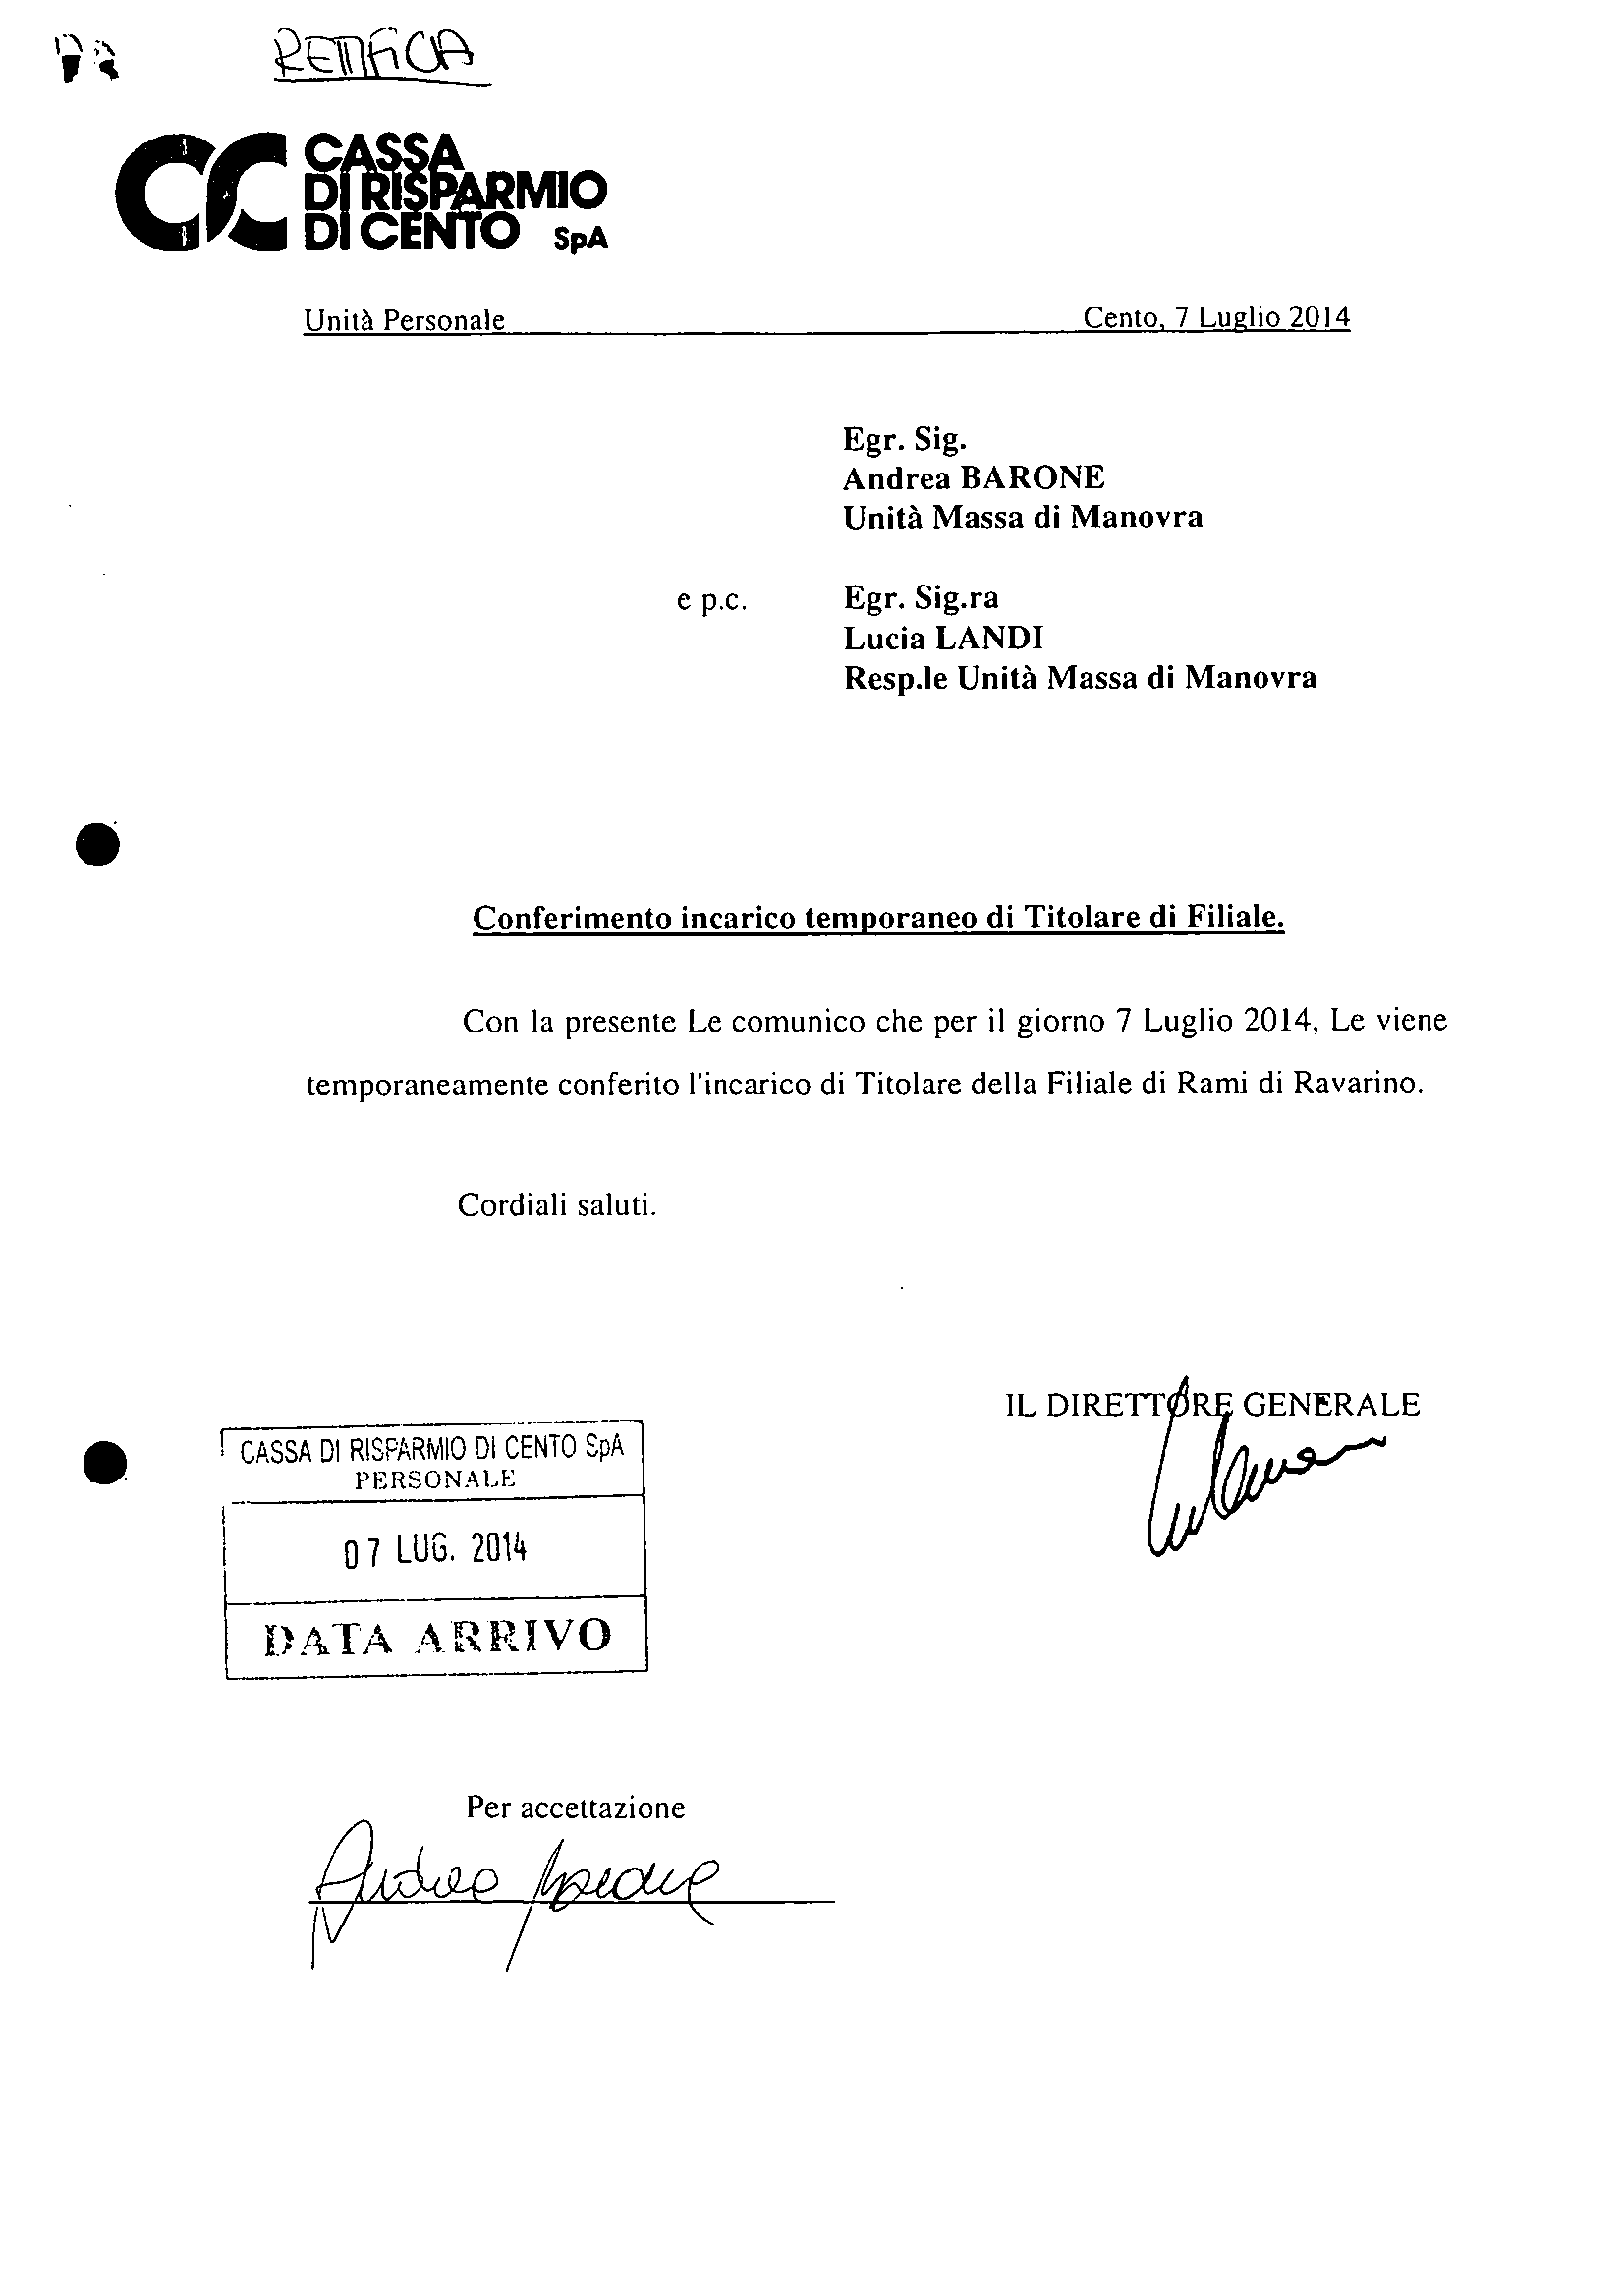 RETTIFICA
CASSA
DI RISPARMIO
DI CENTO SpA
Unità Personale Cento, 7 Luglio 2014
Egr. Sig.
Andrea BARONE
Unità Massa di Manovra
e p.c. Egr. Sig.ra
Lucia LANDI
Resp.le Unità Massa di Manovra
Conferimento incarico temporaneo di Titolare di Filiale.
Con la presente Le comunico che per il giorno 7 Luglio 2014, Le viene
temporaneamente conferito l'incarico di Titolare della Filiale di Rami di Ravarino.
Cordiali saluti.
IL DIRETTORE GENERALE
CASSA DI RISPARMIO DI CENTO SpA
PERSONALE
07 LUG. 2014
DATA ARRIVO
Per accettazione
Andrea Barone